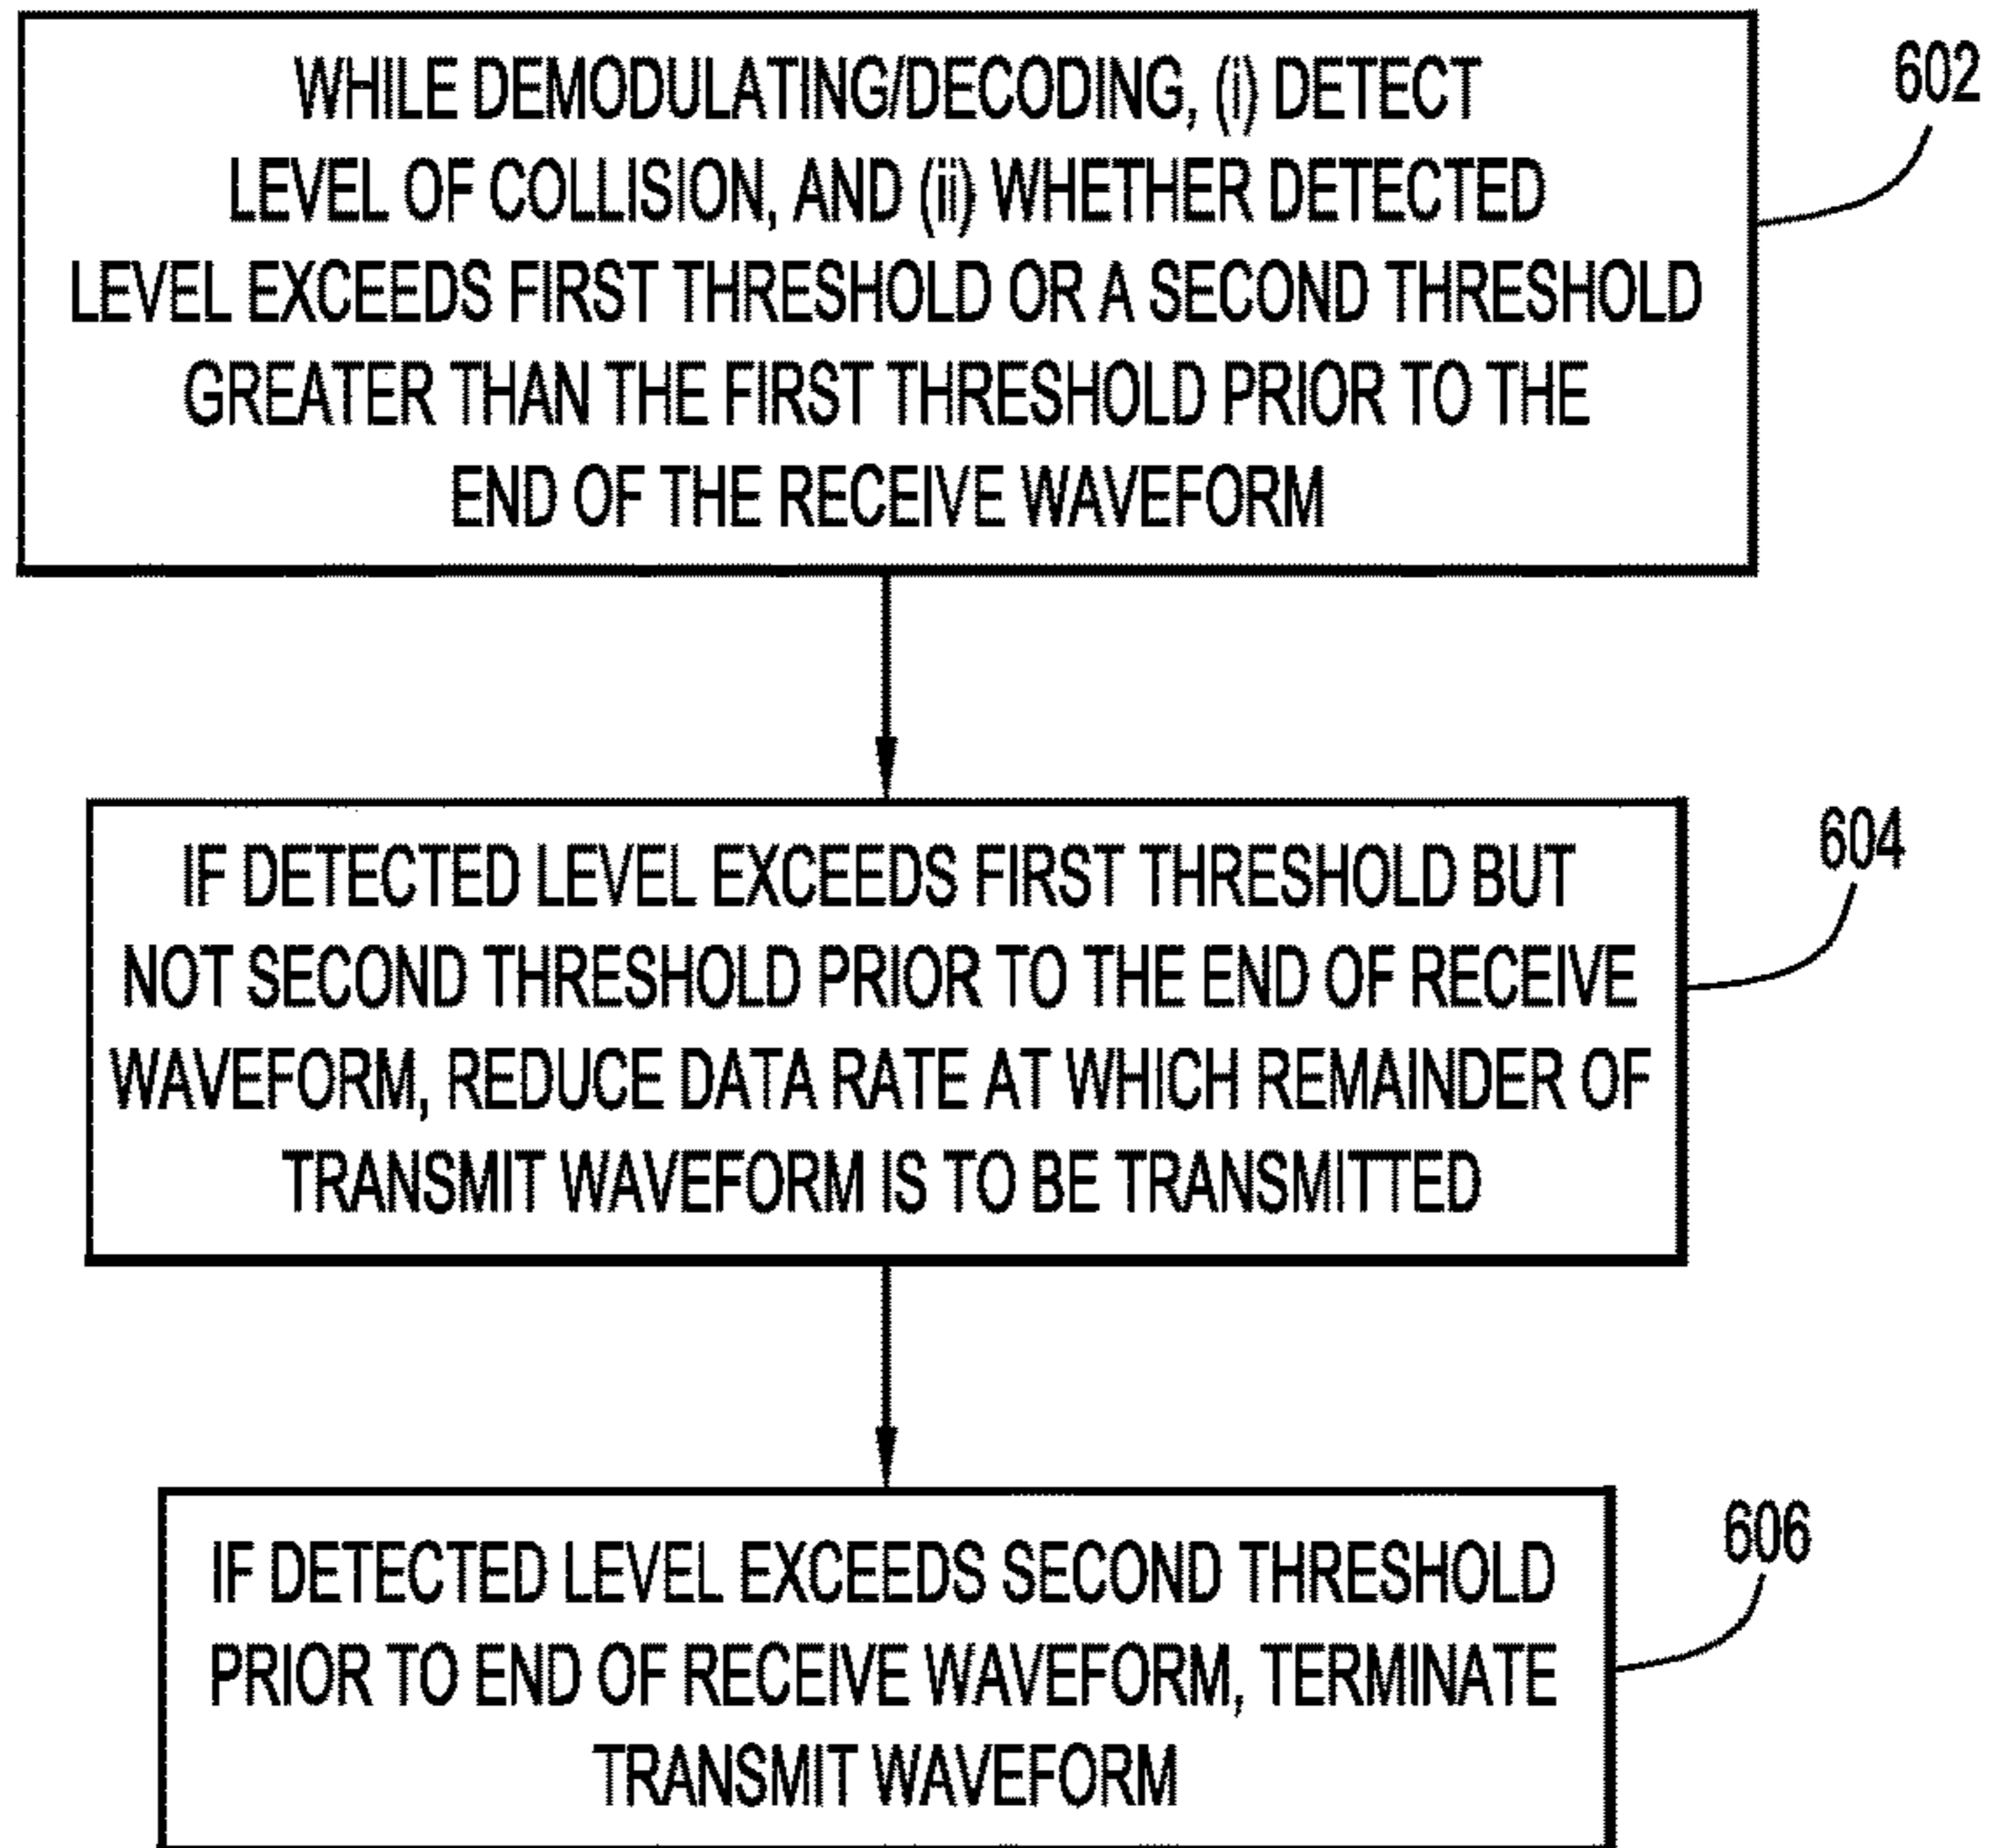 WHILE DEMODULATING/DECODING, (i) DETECT
LEVEL OF COLLISION, AND (ii) WHETHER DETECTED
LEVEL EXCEEDS FIRST THRESHOLD OR A SECOND THRESHOLD
GREATER THAN THE FIRST THRESHOLD PRIOR TO THE
END OF THE RECEIVE WAVEFORM
602
IF DETECTED LEVEL EXCEEDS FIRST THRESHOLD BUT
NOT SECOND THRESHOLD PRIOR TO THE END OF RECEIVE
WAVEFORM, REDUCE DATA RATE AT WHICH REMAINDER OF
TRANSMIT WAVEFORM IS TO BE TRANSMITTED
604
IF DETECTED LEVEL EXCEEDS SECOND THRESHOLD
PRIOR TO END OF RECEIVE WAVEFORM, TERMINATE
TRANSMIT WAVEFORM
606